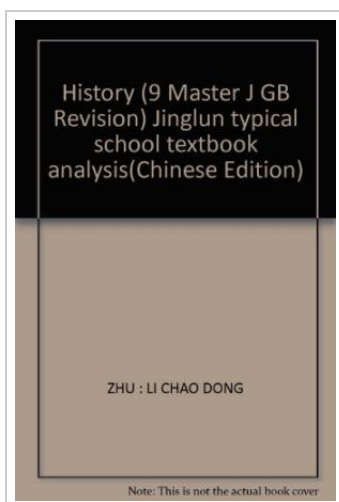 History (9 Master J GB
Revision) Jinglun typical
school textbook
analysis(Chinese Edition)
ZHU : LI CHAO DONG
Note: This is not the actual book cover